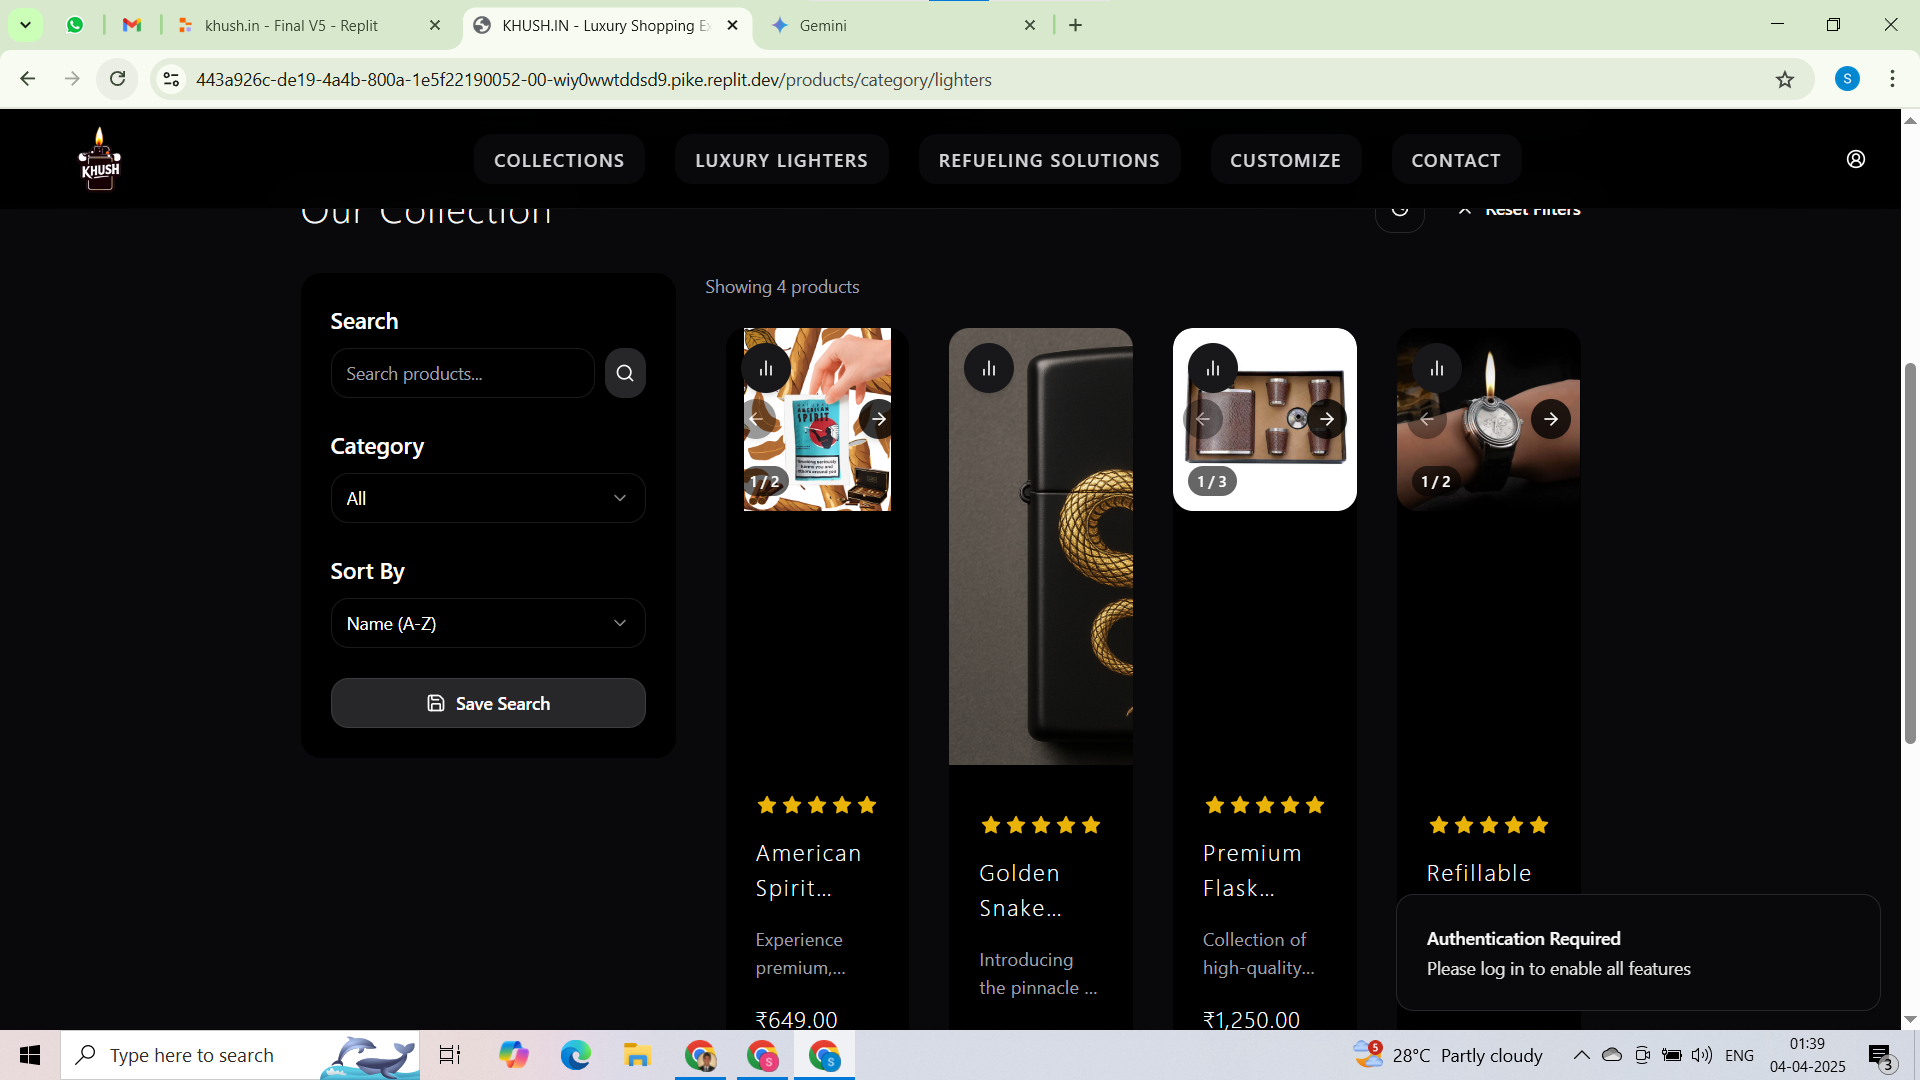 khush.in - Final V5 - Replit
KHUSH.IN - Luxury Shopping Ex
Gemini
443a926c-de19-4a4b-800a-1e5f22190052-00-wiy0wwtddsd9.pike.replit.dev/products/category/lighters
S
KHUSH
COLLECTIONS
LUXURY LIGHTERS
REFUELING SOLUTIONS
CUSTOMIZE
CONTACT
Our Collection
Reset Filters
Showing 4 products
Search
Search products...
Category
All
Sort By
Name (A-Z)
Save Search
AMERICAN
SPIRIT
1 / 2
1 / 3
1 / 2
American
Spirit...
Experience
premium,...
₹649.00
Golden
Snake...
Introducing
the pinnacle ...
Premium
Flask...
Collection of
high-quality...
₹1,250.00
Refillable
Authentication Required
Please log in to enable all features
Type here to search
S
S
5
28°C Partly cloudy
ENG
01:39
04-04-2025
3